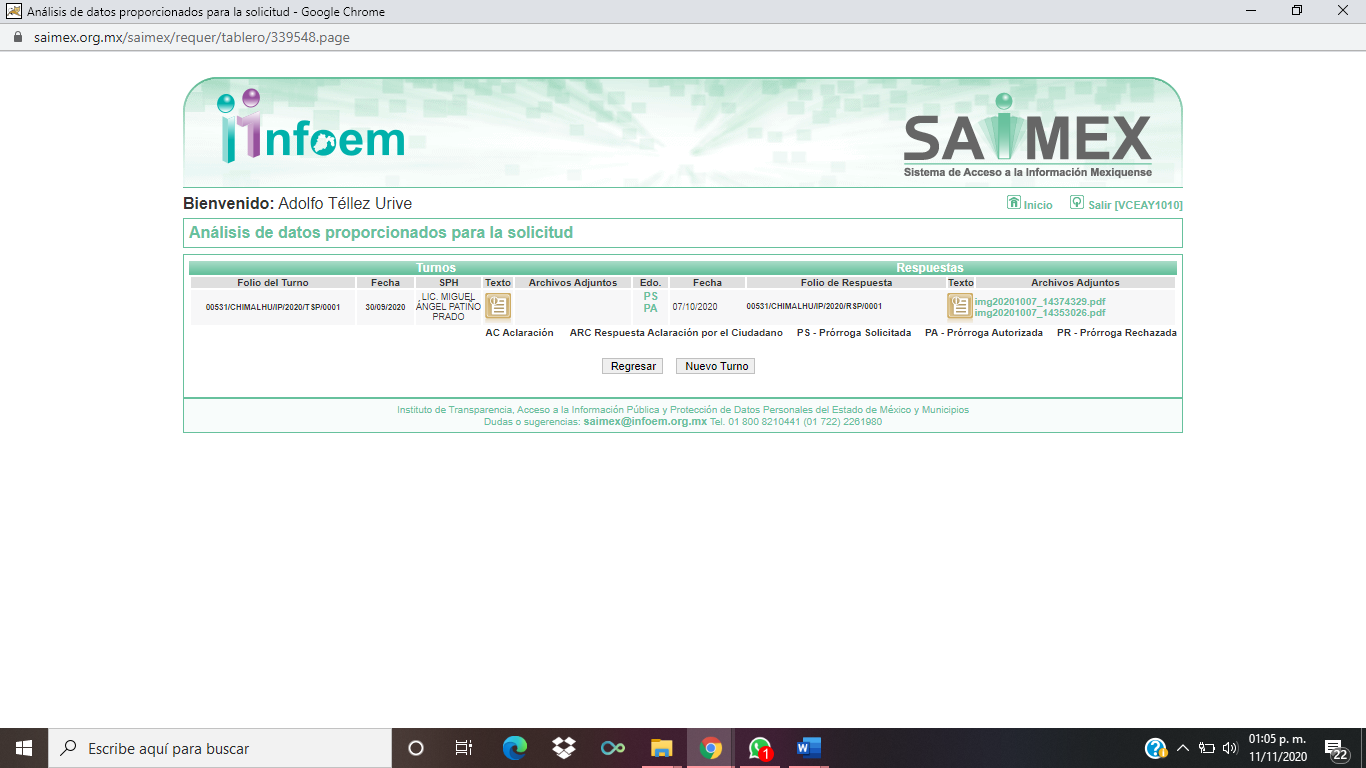 Análisis de datos proporcionados para la solicitud - Google Chrome
saimex.org.mx/saimex/requer/tablero/339548.page
infoem
SAIMEX
Sistema de Acceso a la Información Mexiquense
Bienvenido: Adolfo Téllez Urive
Inicio Salir [VCEAY1010]
Análisis de datos proporcionados para la solicitud
Turnos Respuestas
Folio del Turno Fecha SPH Texto Archivos Adjuntos Edo. Fecha Folio de Respuesta Texto Archivos Adjuntos
00531/CHIMALHU/IP/2020/TSP/0001 30/09/2020 LIC. MIGUEL ÁNGEL PATIÑO PRADO PS PA 07/10/2020 00531/CHIMALHU/IP/2020/RSP/0001 img20201007_14374329.pdf
img20201007_14353026.pdf
AC Aclaración ARC Respuesta Aclaración por el Ciudadano PS - Prórroga Solicitada PA - Prórroga Autorizada PR - Prórroga Rechazada
Regresar Nuevo Turno
Instituto de Transparencia, Acceso a la Información Pública y Protección de Datos Personales del Estado de México y Municipios
Dudas o sugerencias: saimex@infoem.org.mx Tel. 01 800 8210441 (01 722) 2261980
Escribe aquí para buscar
1
01:05 p. m.
11/11/2020
22